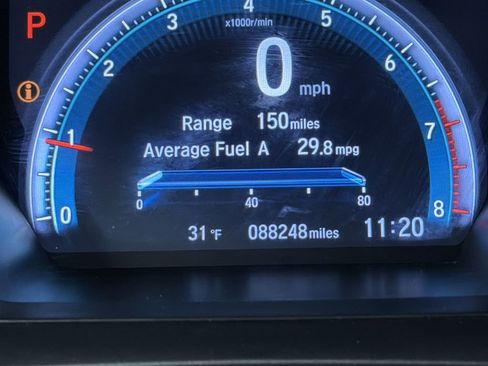 P
4
3 x1000r/min 5
2 0 mph 6
i
Range 150 miles
1 7
Average Fuel A 29.8 mpg
0 40 80
0 8
31 °F 088248 miles 11:20